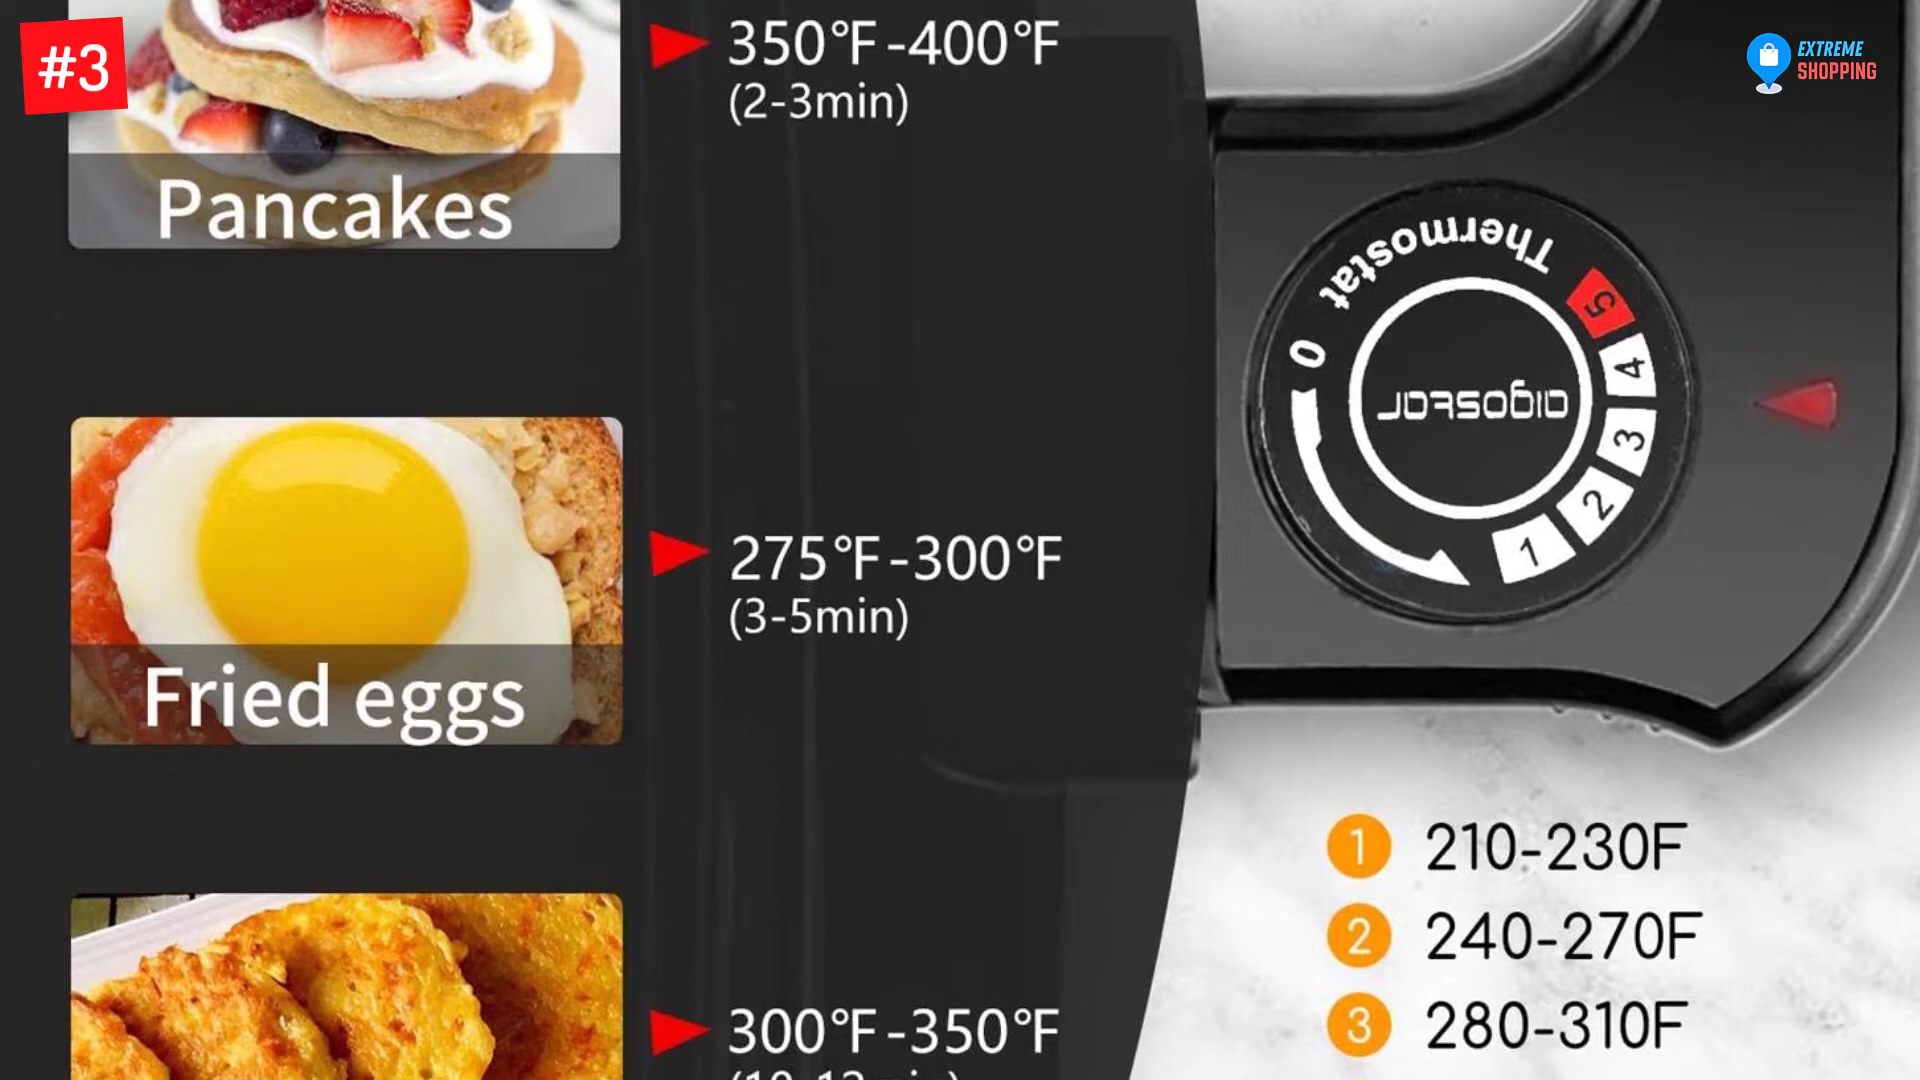 #3
EXTREME
SHOPPING
350°F-400°F
(2-3min)
Pancakes
Thermostat
0
5
4
3
2
1
aigostar
275°F-300°F
(3-5min)
Fried eggs
1 210-230F
2 240-270F
3 280-310F
300°F-350°F